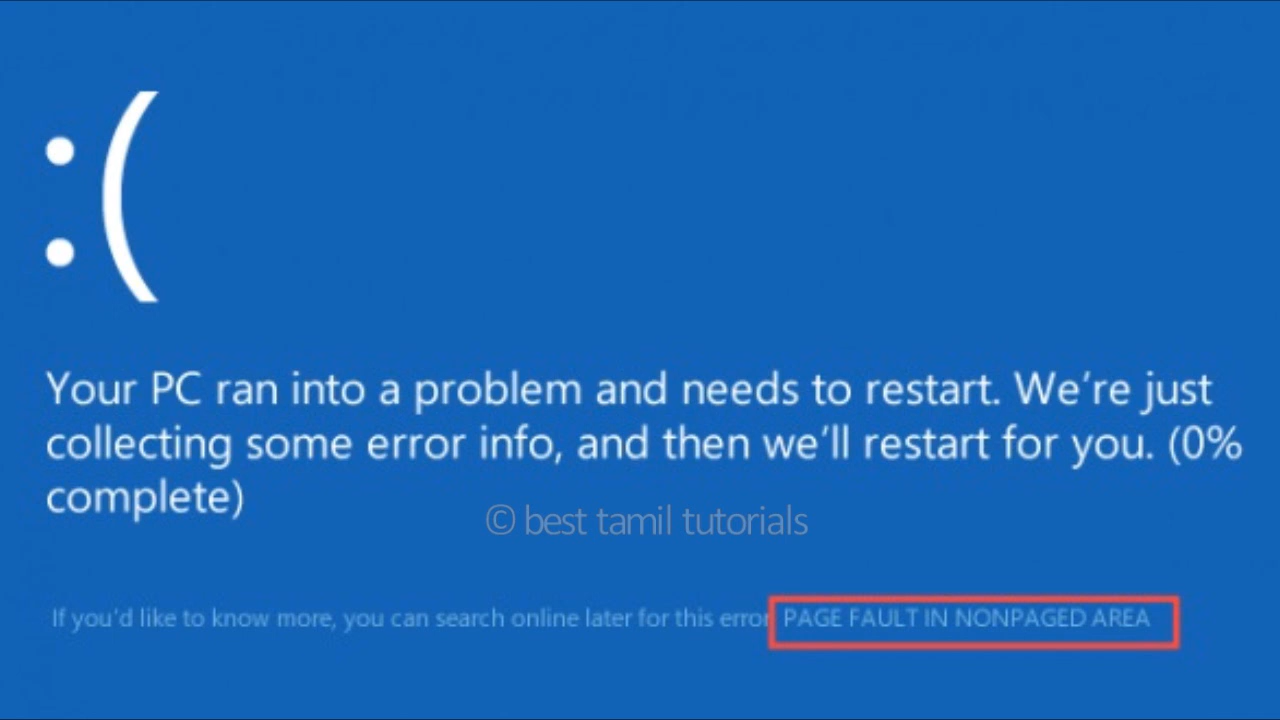 :(
Your PC ran into a problem and needs to restart. We're just
collecting some error info, and then we'll restart for you. (0%
complete)
© best tamil tutorials
If you'd like to know more, you can search online later for this error PAGE FAULT IN NONPAGED AREA